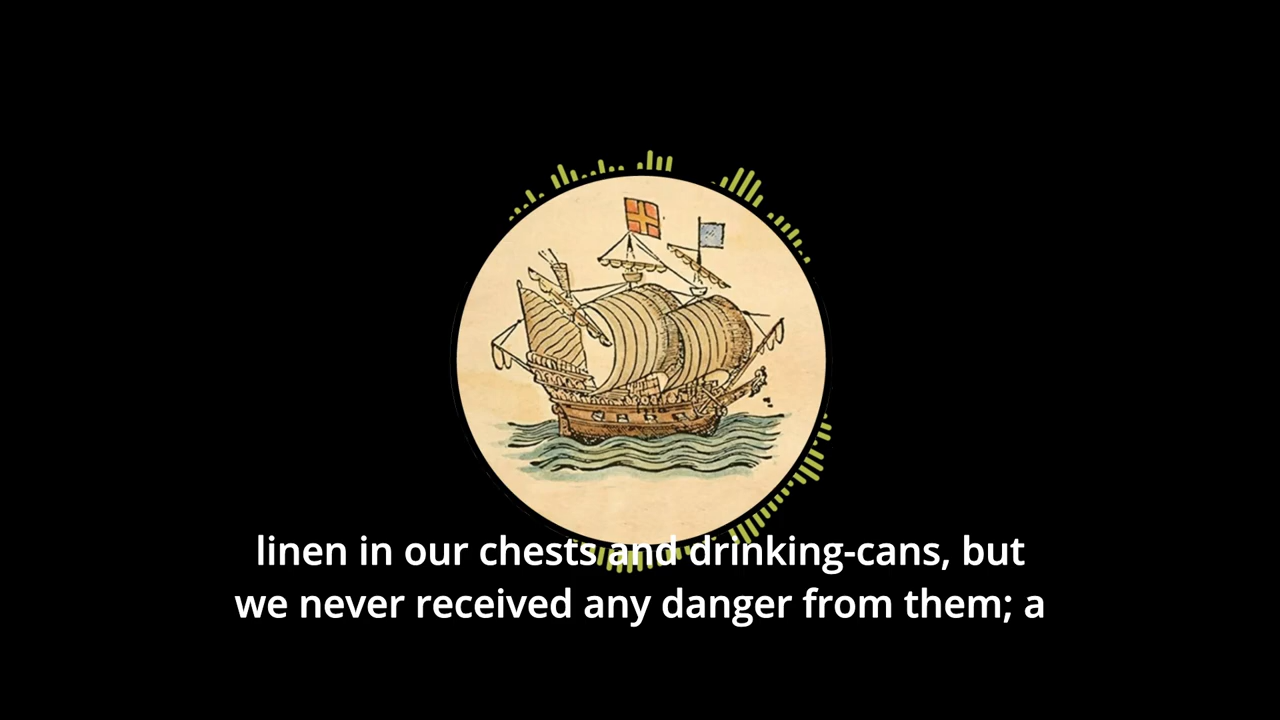 linen in our chests and drinking-cans, but
we never received any danger from them; a